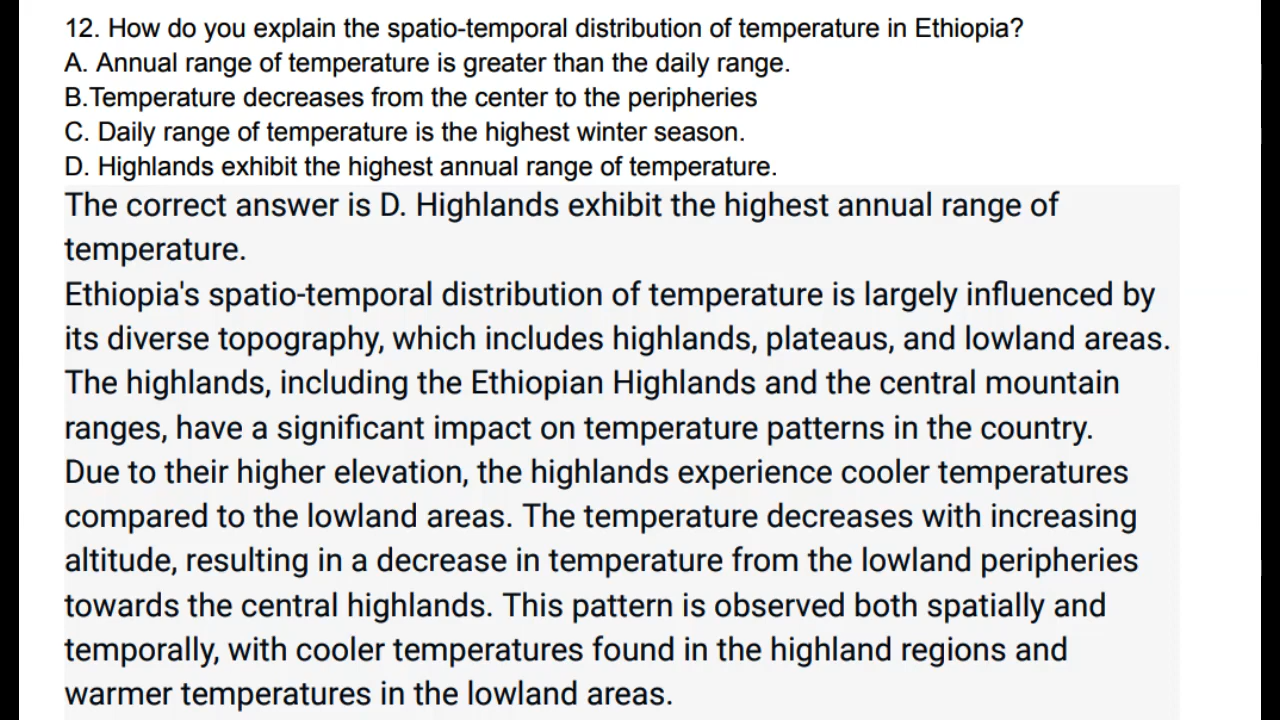 12. How do you explain the spatio-temporal distribution of temperature in Ethiopia?
A. Annual range of temperature is greater than the daily range.
B.Temperature decreases from the center to the peripheries
C. Daily range of temperature is the highest winter season.
D. Highlands exhibit the highest annual range of temperature.
The correct answer is D. Highlands exhibit the highest annual range of
temperature.
Ethiopia's spatio-temporal distribution of temperature is largely influenced by
its diverse topography, which includes highlands, plateaus, and lowland areas.
The highlands, including the Ethiopian Highlands and the central mountain
ranges, have a significant impact on temperature patterns in the country.
Due to their higher elevation, the highlands experience cooler temperatures
compared to the lowland areas. The temperature decreases with increasing
altitude, resulting in a decrease in temperature from the lowland peripheries
towards the central highlands. This pattern is observed both spatially and
temporally, with cooler temperatures found in the highland regions and
warmer temperatures in the lowland areas.